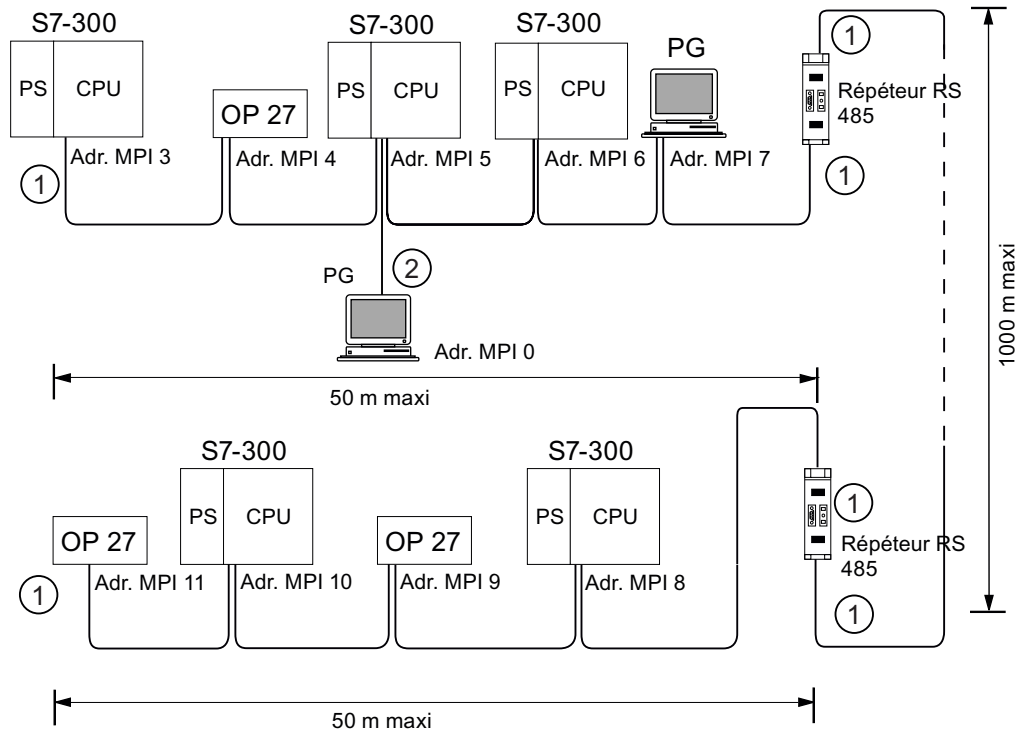 S7-300
S7-300
S7-300
PG
1
PS
CPU
PS
CPU
PS
CPU
OP 27
Répéteur RS
485
Adr. MPI 3
Adr. MPI 4
Adr. MPI 5
Adr. MPI 6
Adr. MPI 7
1
1
2
PG
Adr. MPI 0
1000 m maxi
50 m maxi
S7-300
S7-300
PS
CPU
PS
CPU
1
OP 27
OP 27
Répéteur RS
485
Adr. MPI 11
Adr. MPI 10
Adr. MPI 9
Adr. MPI 8
1
1
50 m maxi